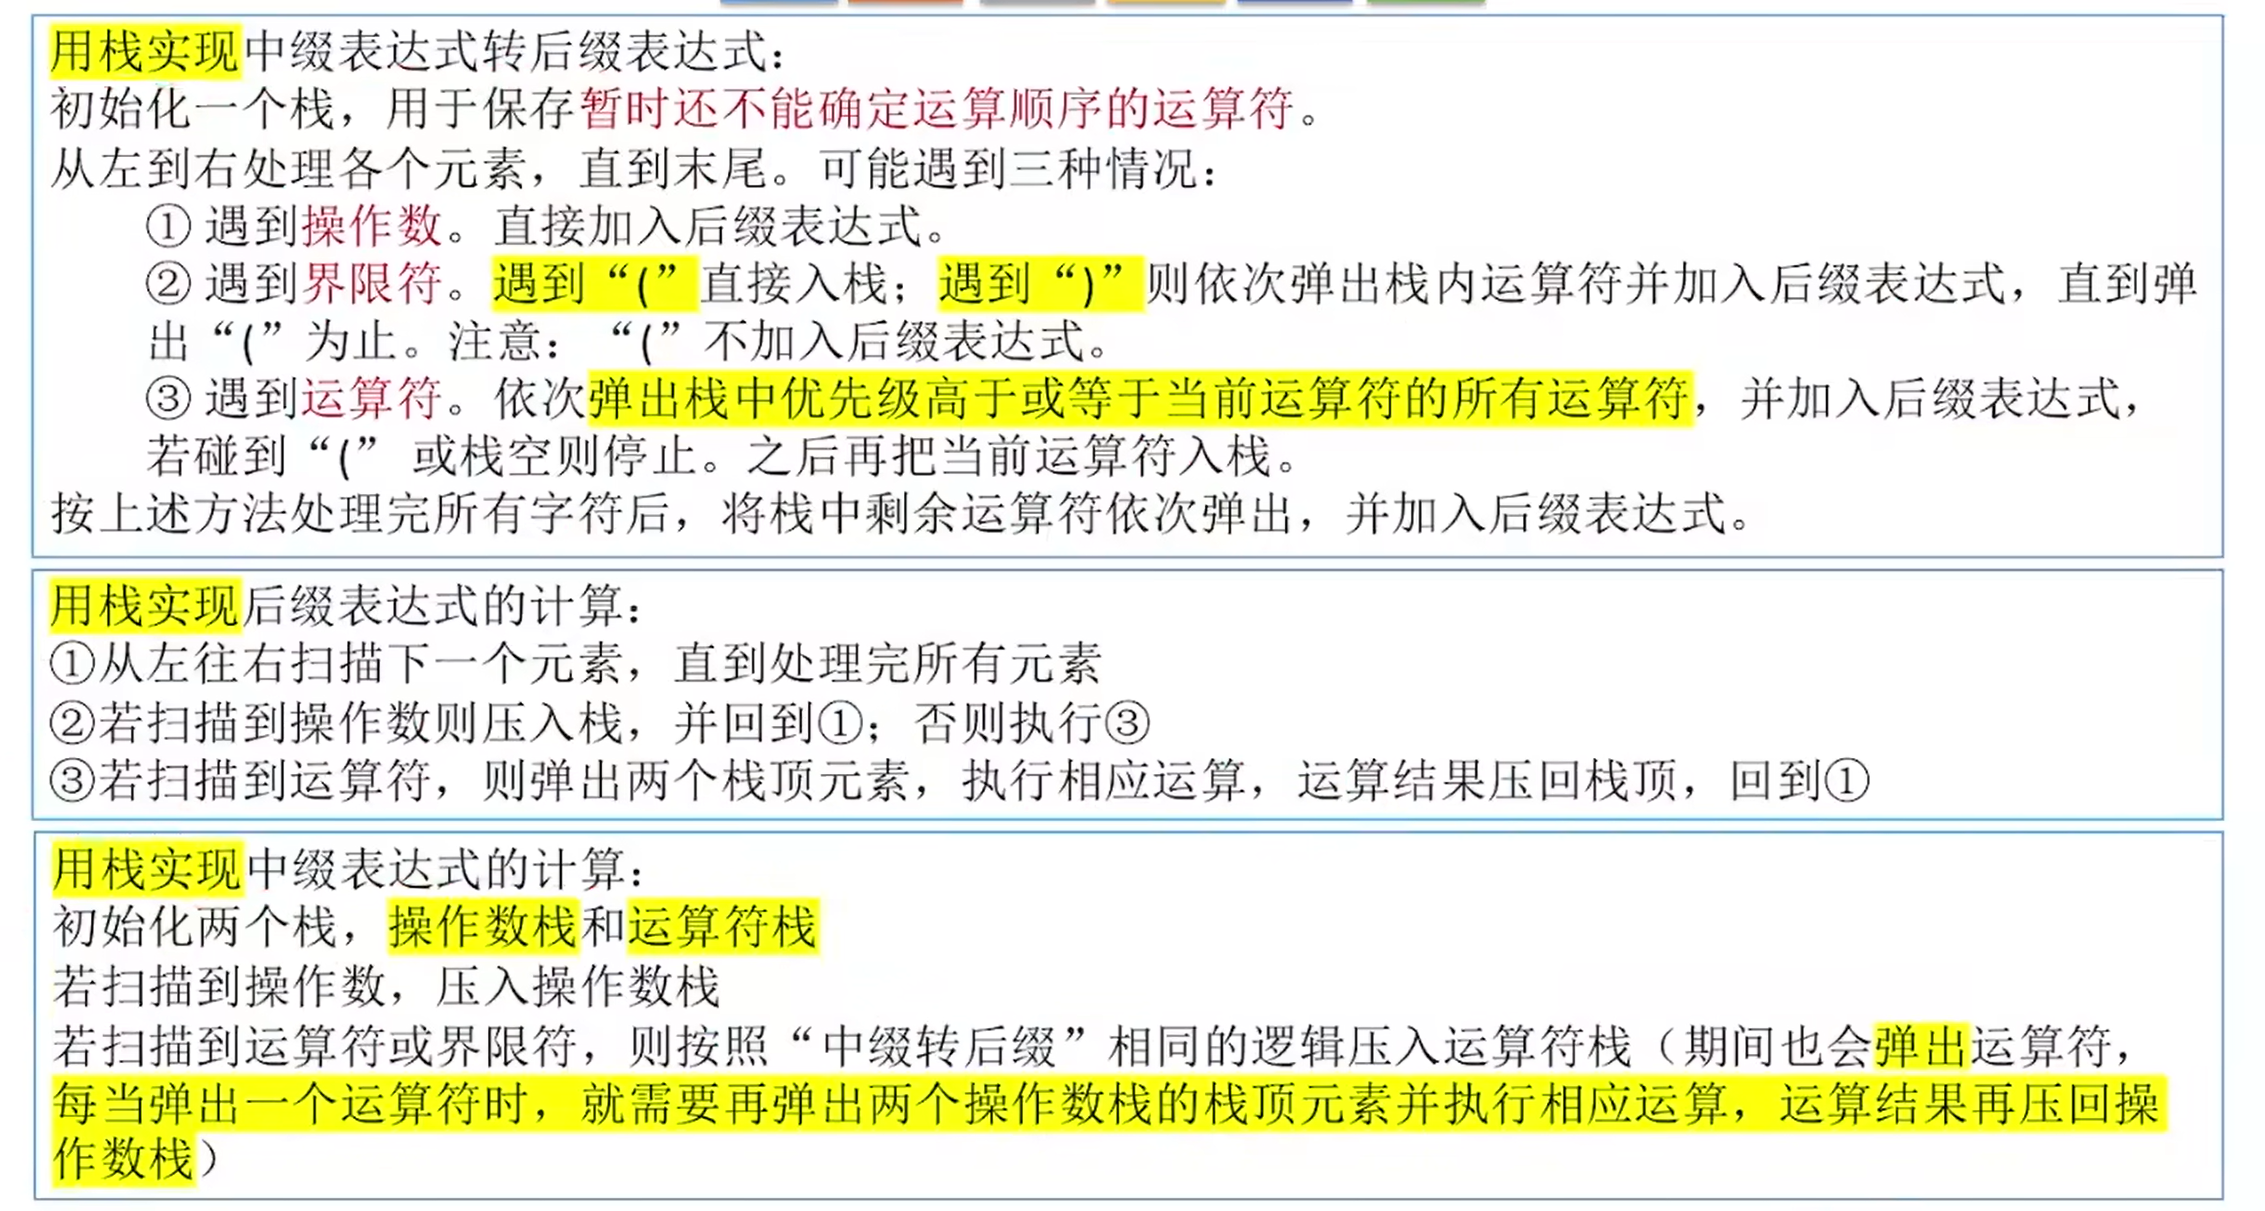 用栈实现中缀表达式转后缀表达式：
初始化一个栈，用于保存暂时还不能确定运算顺序的运算符。
从左到右处理各个元素，直到末尾。可能遇到三种情况：
① 遇到操作数。直接加入后缀表达式。
② 遇到界限符。遇到“(”直接入栈；遇到“)”则依次弹出栈内运算符并加入后缀表达式，直到弹
出“(”为止。注意：“(”不加入后缀表达式。
③ 遇到运算符。依次弹出栈中优先级高于或等于当前运算符的所有运算符，并加入后缀表达式，
若碰到“(” 或栈空则停止。之后再把当前运算符入栈。
按上述方法处理完所有字符后，将栈中剩余运算符依次弹出，并加入后缀表达式。
用栈实现后缀表达式的计算：
①从左往右扫描下一个元素，直到处理完所有元素
②若扫描到操作数则压入栈，并回到①；否则执行③
③若扫描到运算符，则弹出两个栈顶元素，执行相应运算，运算结果压回栈顶，回到①
用栈实现中缀表达式的计算：
初始化两个栈，操作数栈和运算符栈
若扫描到操作数，压入操作数栈
若扫描到运算符或界限符，则按照“中缀转后缀”相同的逻辑压入运算符栈（期间也会弹出运算符，
每当弹出一个运算符时，就需要再弹出两个操作数栈的栈顶元素并执行相应运算，运算结果再压回操
作数栈）